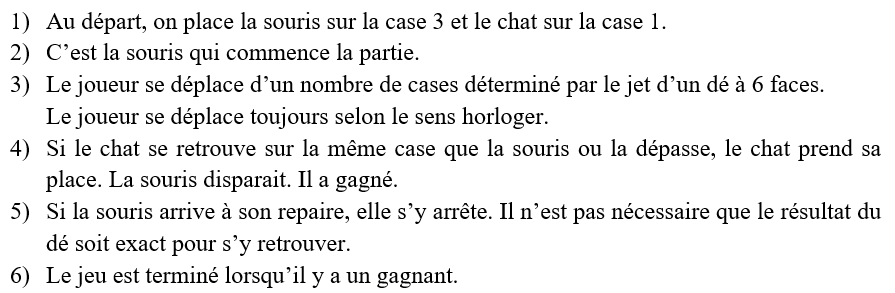 1) Au départ, on place la souris sur la case 3 et le chat sur la case 1.
2) C’est la souris qui commence la partie.
3) Le joueur se déplace d’un nombre de cases déterminé par le jet d’un dé à 6 faces.
Le joueur se déplace toujours selon le sens horloger.
4) Si le chat se retrouve sur la même case que la souris ou la dépasse, le chat prend sa
place. La souris disparait. Il a gagné.
5) Si la souris arrive à son repaire, elle s’y arrête. Il n’est pas nécessaire que le résultat du
dé soit exact pour s’y retrouver.
6) Le jeu est terminé lorsqu’il y a un gagnant.